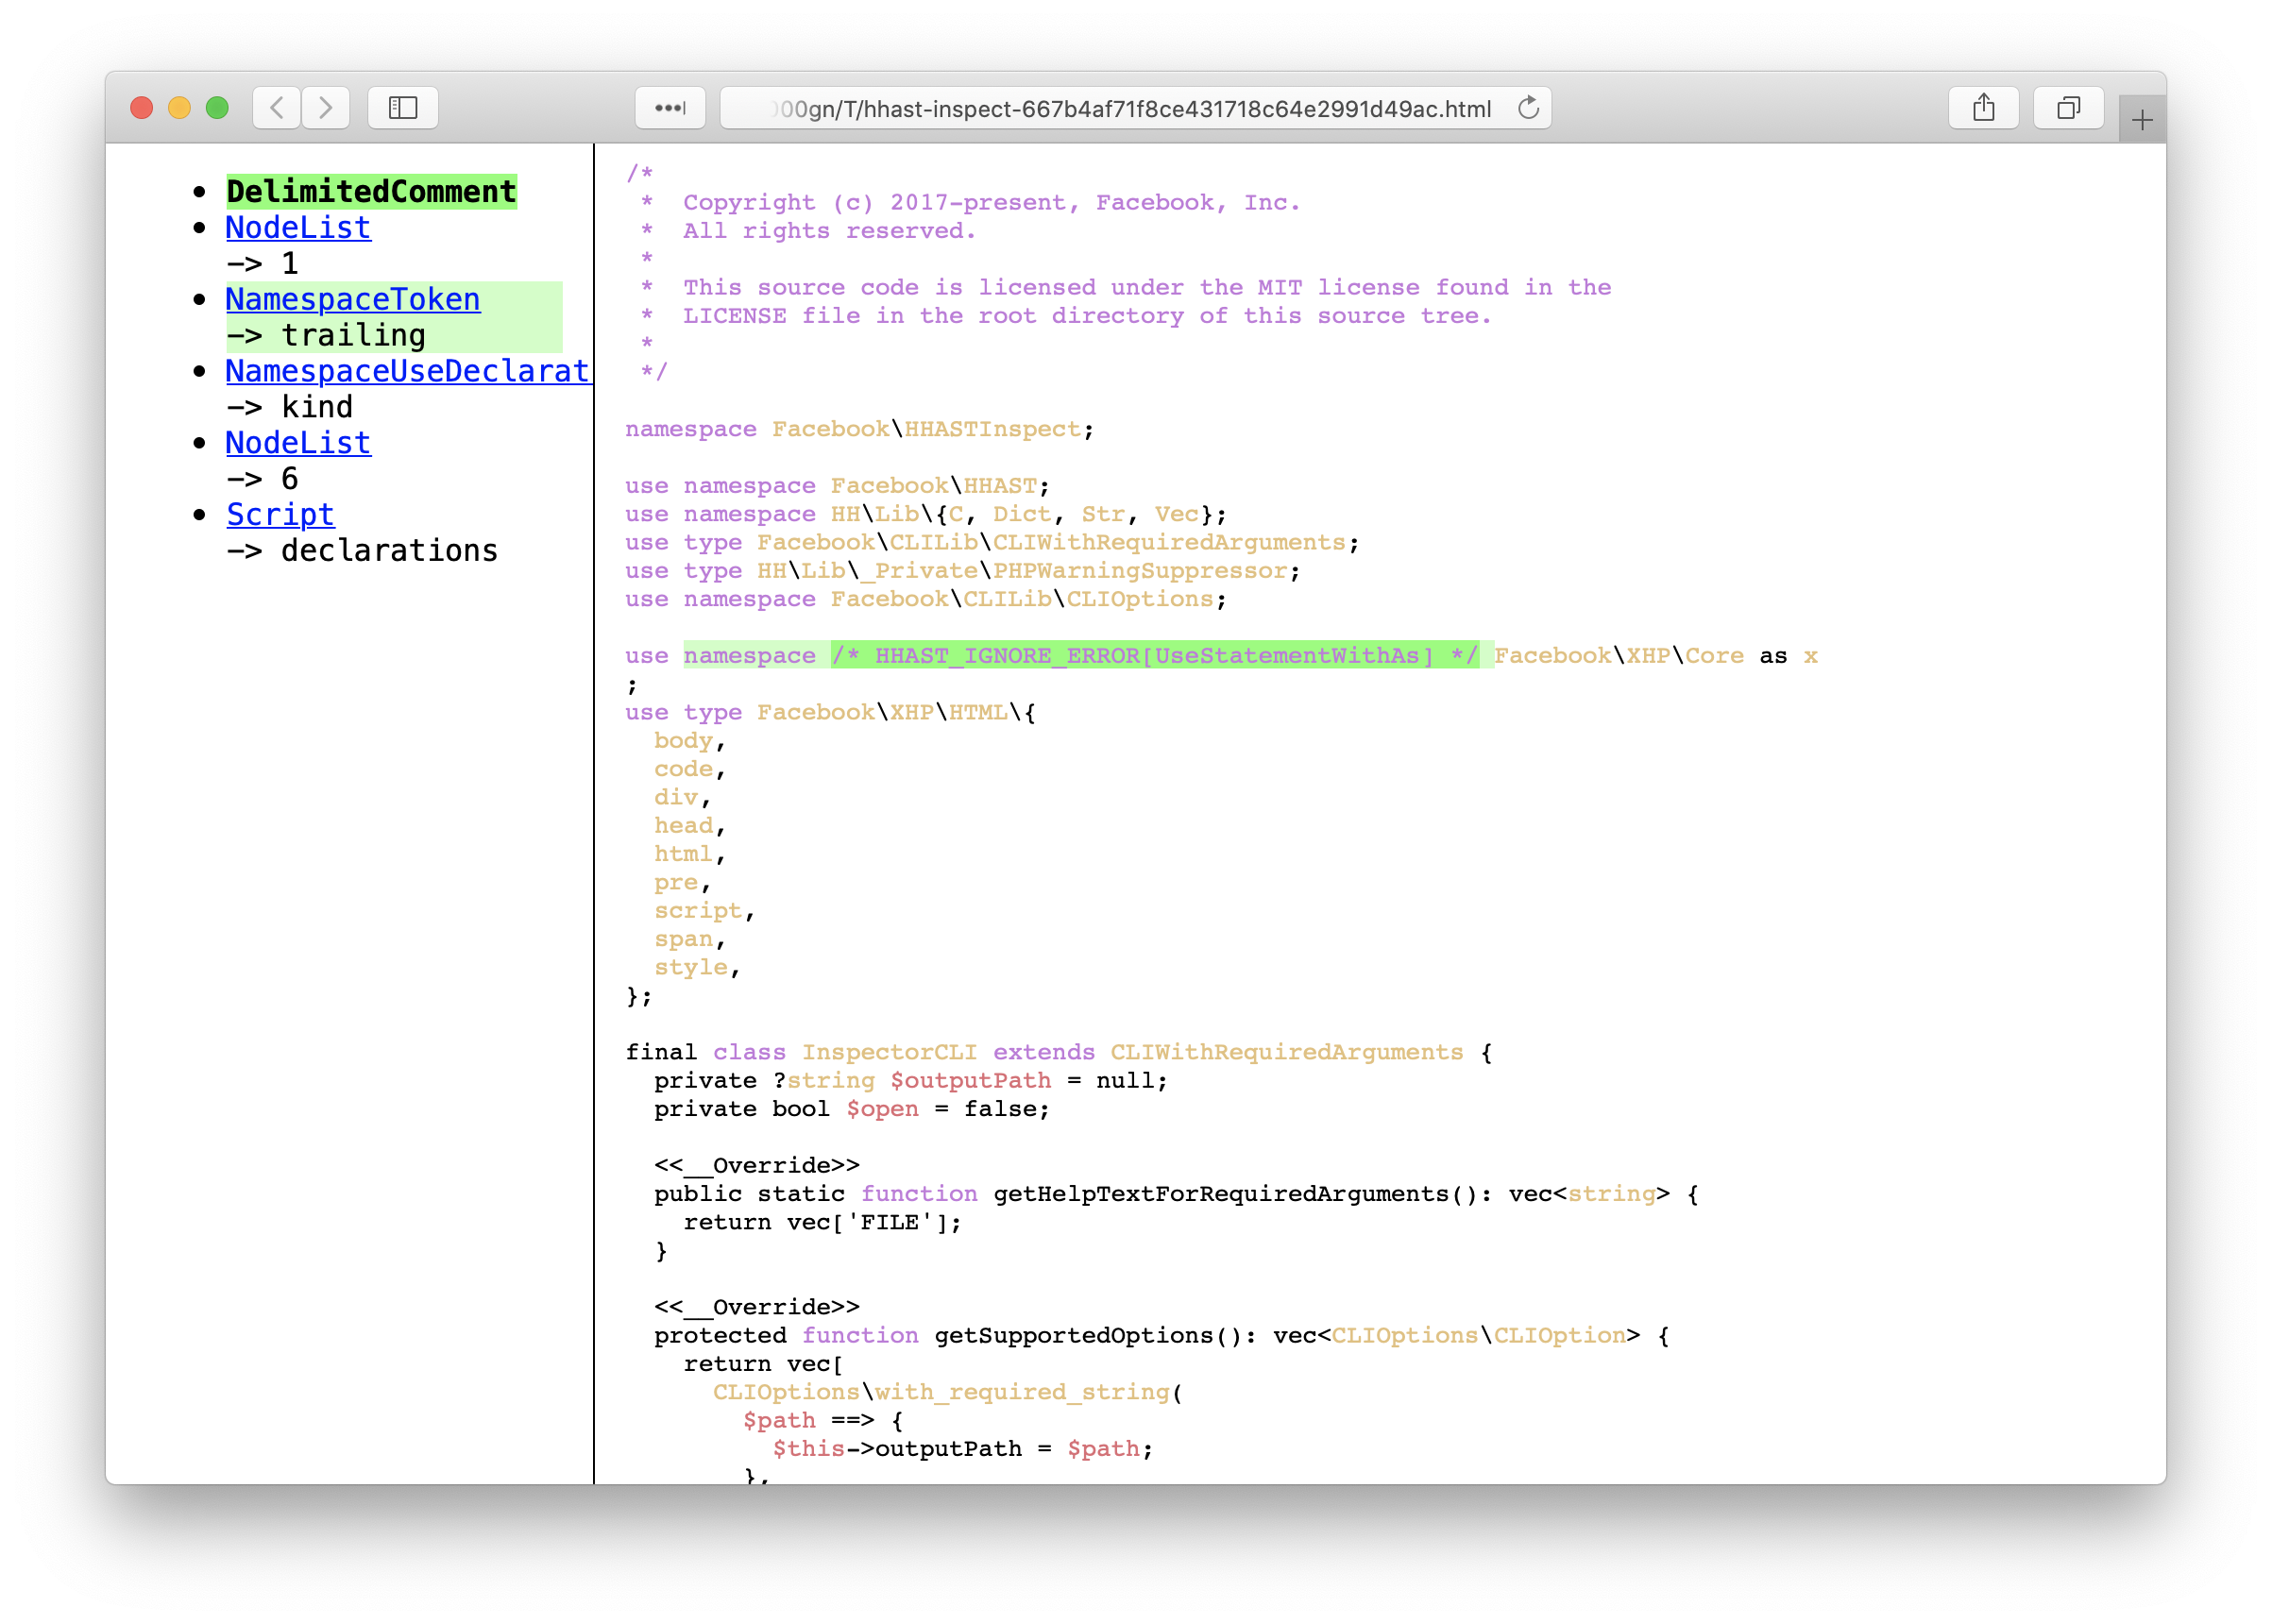 000gn/T/hhast-inspect-667b4af71f8ce431718c64e2991d49ac.html
• DelimitedComment
• NodeList
-> 1
• NamespaceToken
-> trailing
• NamespaceUseDeclarat
-> kind
• NodeList
-> 6
• Script
-> declarations
/*
 *  Copyright (c) 2017-present, Facebook, Inc.
 *  All rights reserved.
 *
 *  This source code is licensed under the MIT license found in the
 *  LICENSE file in the root directory of this source tree.
 *
 */
namespace Facebook\HHASTInspect;
use namespace Facebook\HHAST;
use namespace HH\Lib\{C, Dict, Str, Vec};
use type Facebook\CLILib\CLIWithRequiredArguments;
use type HH\Lib\_Private\PHPWarningSuppressor;
use namespace Facebook\CLILib\CLIOptions;
use namespace /* HHAST_IGNORE_ERROR[UseStatementWithAs] */ Facebook\XHP\Core as x
;
use type Facebook\XHP\HTML\{
  body,
  code,
  div,
  head,
  html,
  pre,
  script,
  span,
  style,
};
final class InspectorCLI extends CLIWithRequiredArguments {
  private ?string $outputPath = null;
  private bool $open = false;
  <<__Override>>
  public static function getHelpTextForRequiredArguments(): vec<string> {
    return vec['FILE'];
  }
  <<__Override>>
  protected function getSupportedOptions(): vec<CLIOptions\CLIOption> {
    return vec[
      CLIOptions\with_required_string(
        $path ==> {
          $this->outputPath = $path;
        },